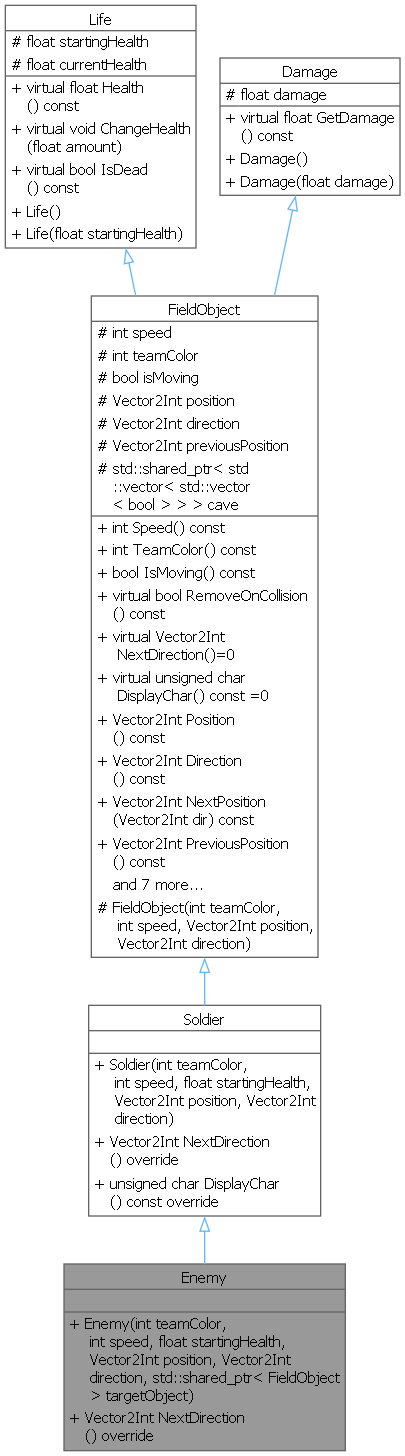 Life
# float startingHealth
# float currentHealth
+ virtual float Health
() const
+ virtual void ChangeHealth
(float amount)
+ virtual bool IsDead
() const
+ Life()
+ Life(float startingHealth)
Damage
# float damage
+ virtual float GetDamage
() const
+ Damage()
+ Damage(float damage)
FieldObject
# int speed
# int teamColor
# bool isMoving
# Vector2Int position
# Vector2Int direction
# Vector2Int previousPosition
# std::shared_ptr< std
::vector< std::vector
< bool > > > cave
+ int Speed() const
+ int TeamColor() const
+ bool IsMoving() const
+ virtual bool RemoveOnCollision
() const
+ virtual Vector2Int
NextDirection()=0
+ virtual unsigned char
DisplayChar() const =0
+ Vector2Int Position
() const
+ Vector2Int Direction
() const
+ Vector2Int NextPosition
(Vector2Int dir) const
+ Vector2Int PreviousPosition
() const
and 7 more...
# FieldObject(int teamColor,
int speed, Vector2Int position,
Vector2Int direction)
Soldier
+ Soldier(int teamColor,
int speed, float startingHealth,
Vector2Int position, Vector2Int
direction)
+ Vector2Int NextDirection
() override
+ unsigned char DisplayChar
() const override
Enemy
+ Enemy(int teamColor,
int speed, float startingHealth,
Vector2Int position, Vector2Int
direction, std::shared_ptr< FieldObject
> targetObject)
+ Vector2Int NextDirection
() override